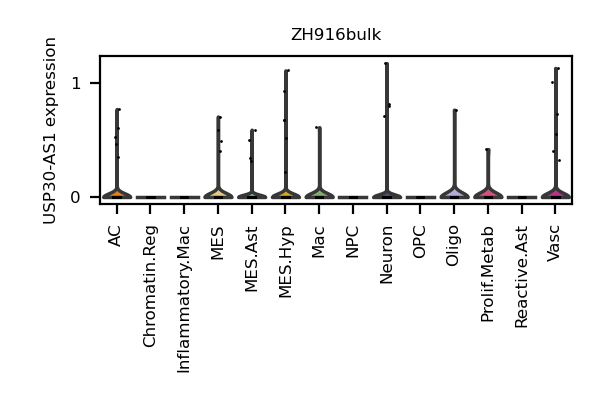 ZH916bulk
USP30-AS1 expression
1
0
AC
Chromatin.Reg
Inflammatory.Mac
MES
MES.Ast
MES.Hyp
Mac
NPC
Neuron
OPC
Oligo
Prolif.Metab
Reactive.Ast
Vasc